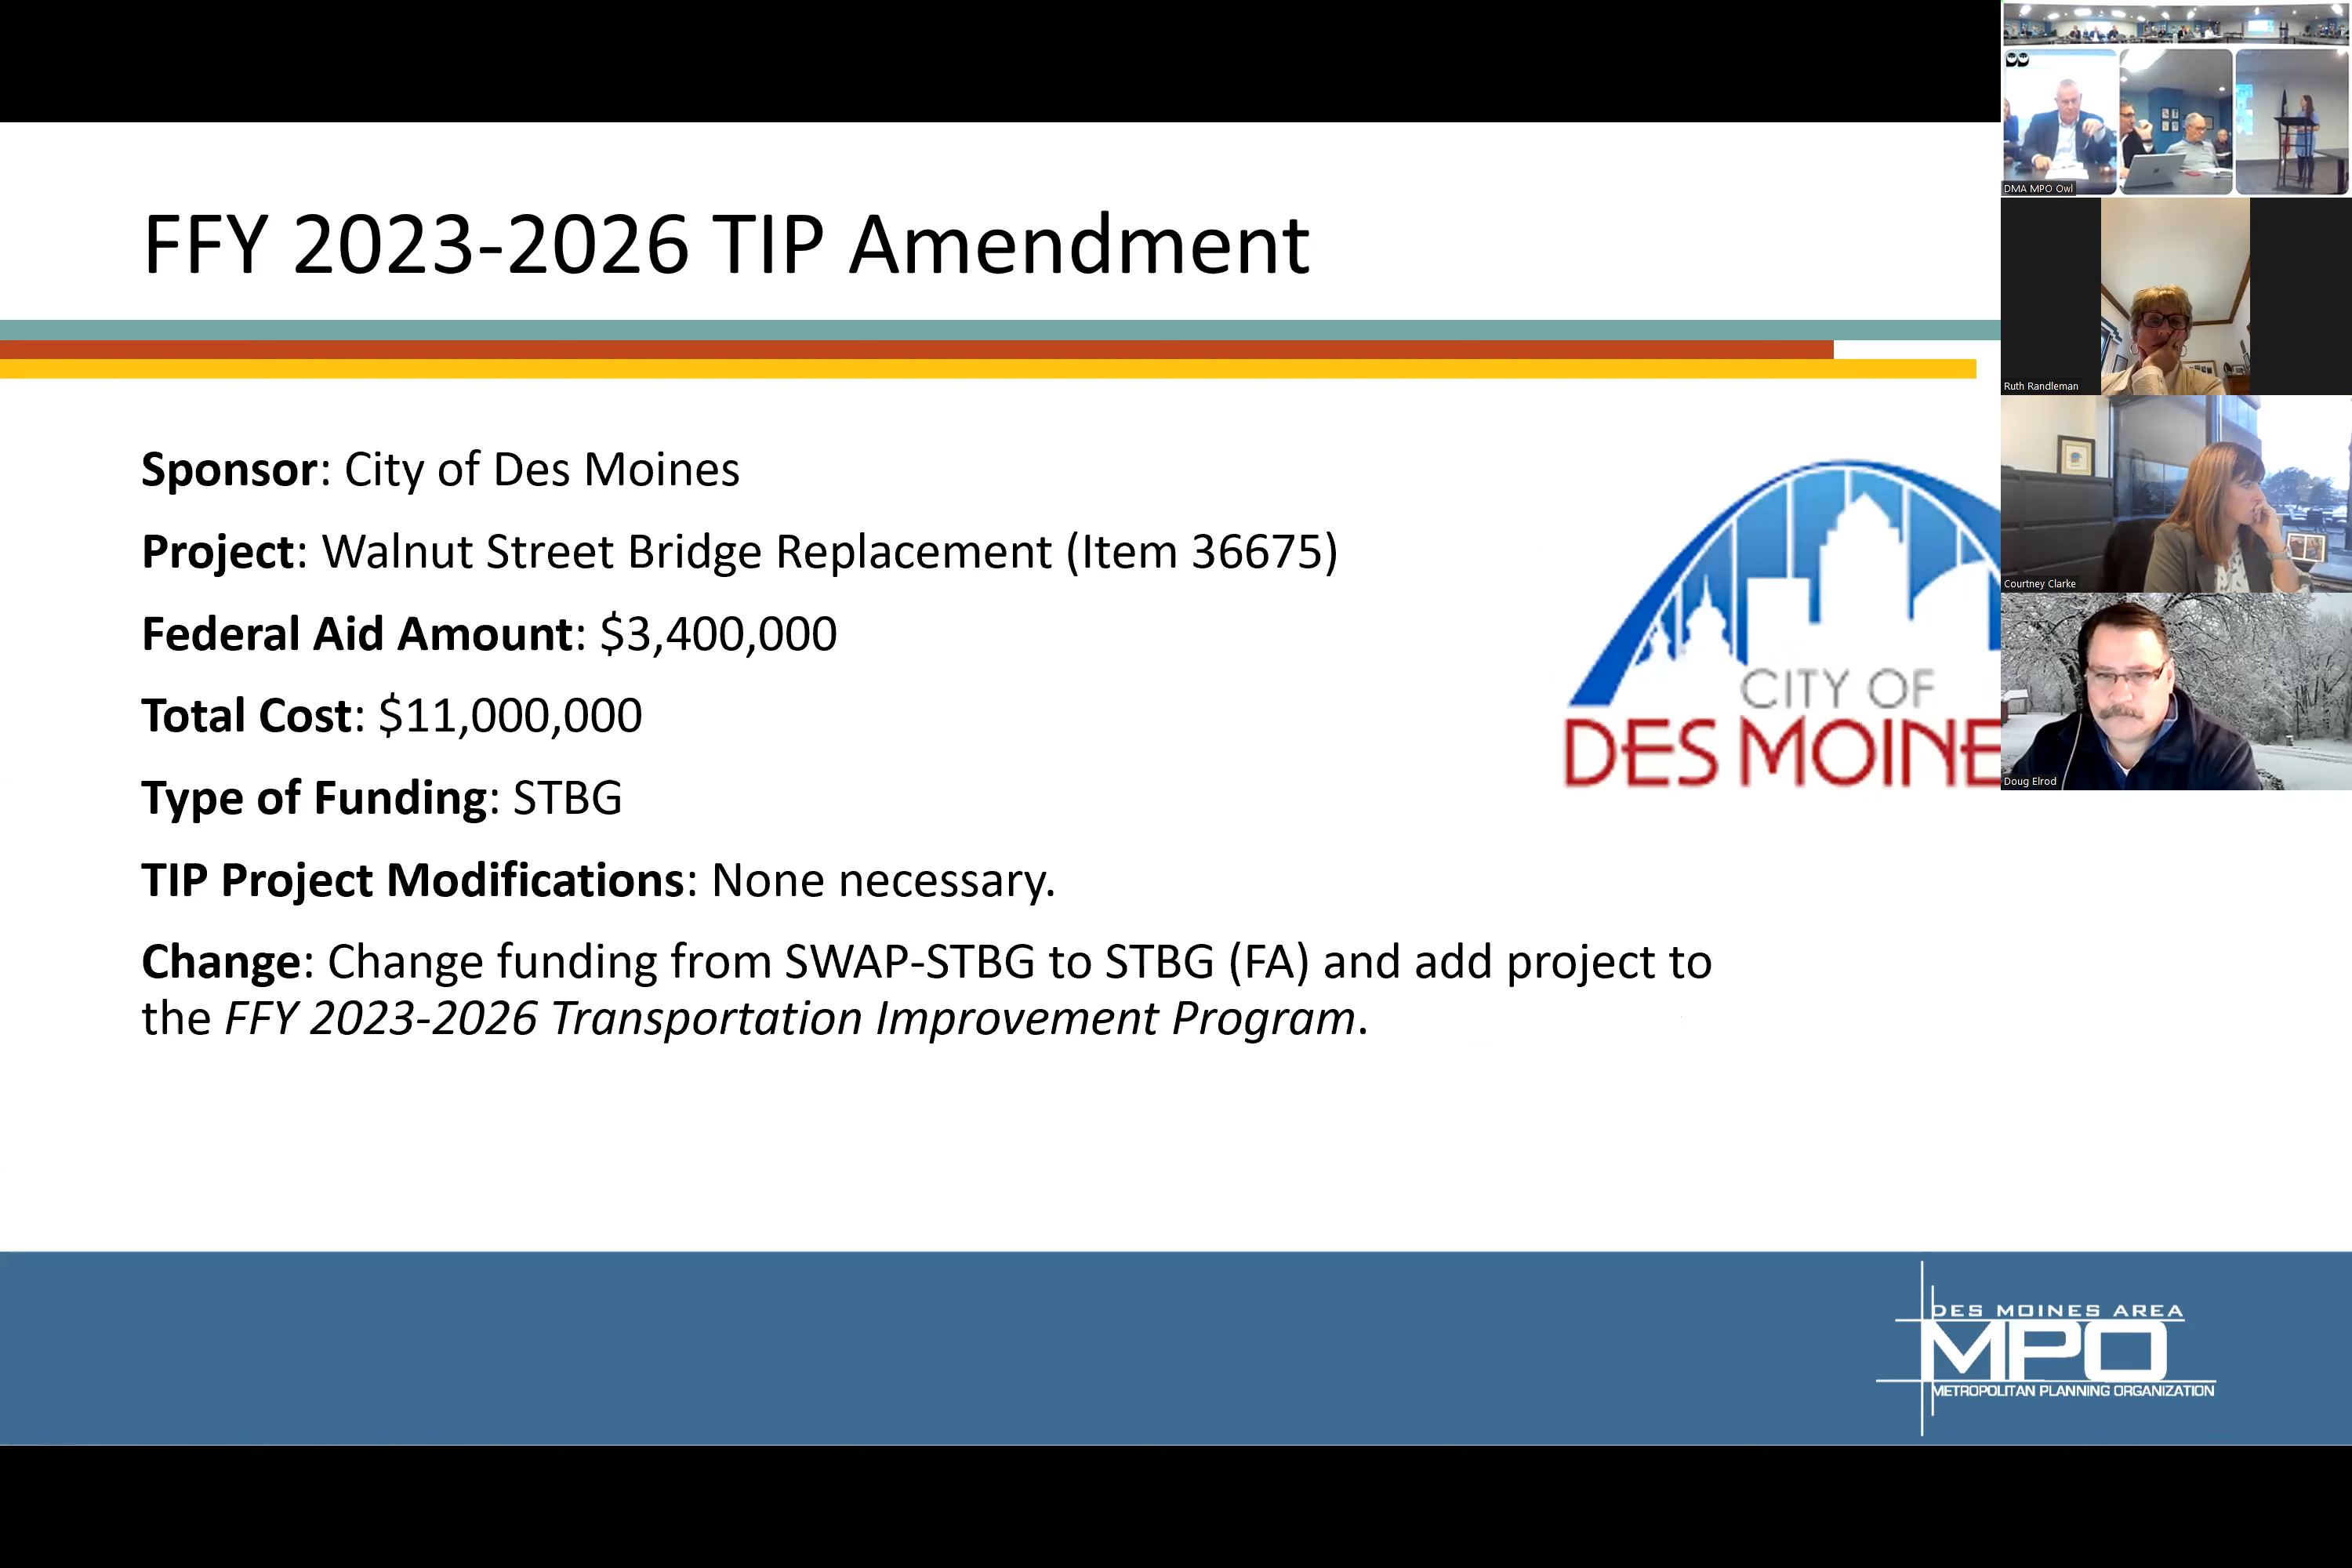 FFY 2023-2026 TIP Amendment
Sponsor: City of Des Moines
Project: Walnut Street Bridge Replacement (Item 36675)
Federal Aid Amount: $3,400,000
Total Cost: $11,000,000
Type of Funding: STBG
TIP Project Modifications: None necessary.
Change: Change funding from SWAP-STBG to STBG (FA) and add project to
the FFY 2023-2026 Transportation Improvement Program.
CITY OF
DES MOINE
DMA MPO Owl
Ruth Randleman
Courtney Clarke
Doug Elrod
DES MOINES AREA
MPO
METROPOLITAN PLANNING ORGANIZATION